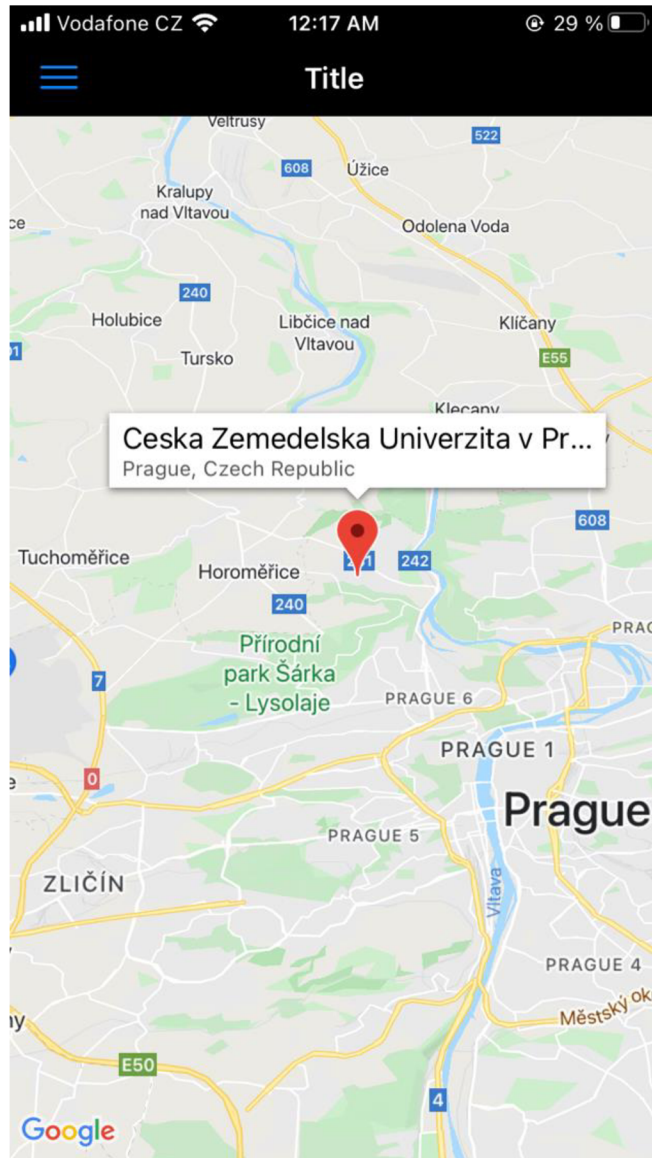 Vodafone CZ
12:17 AM
29 %
Title
Veltrusy
522
608
Úžice
Kralupy
nad Vltavou
Odolena Voda
240
Holubice
Libčice nad
Vltavou
Klíčany
Tursko
E55
Klecany
Ceska Zemedelska Univerzita v Pr...
Prague, Czech Republic
608
Tuchoměřice
Horoměřice
242
240
Přírodní
park Šárka
- Lysolaje
7
PRAGUE 6
PRAGUE 1
0
Prague
PRAGUE 5
ZLIČÍN
Vltava
PRAGUE 4
Městský ok
E50
4
Google